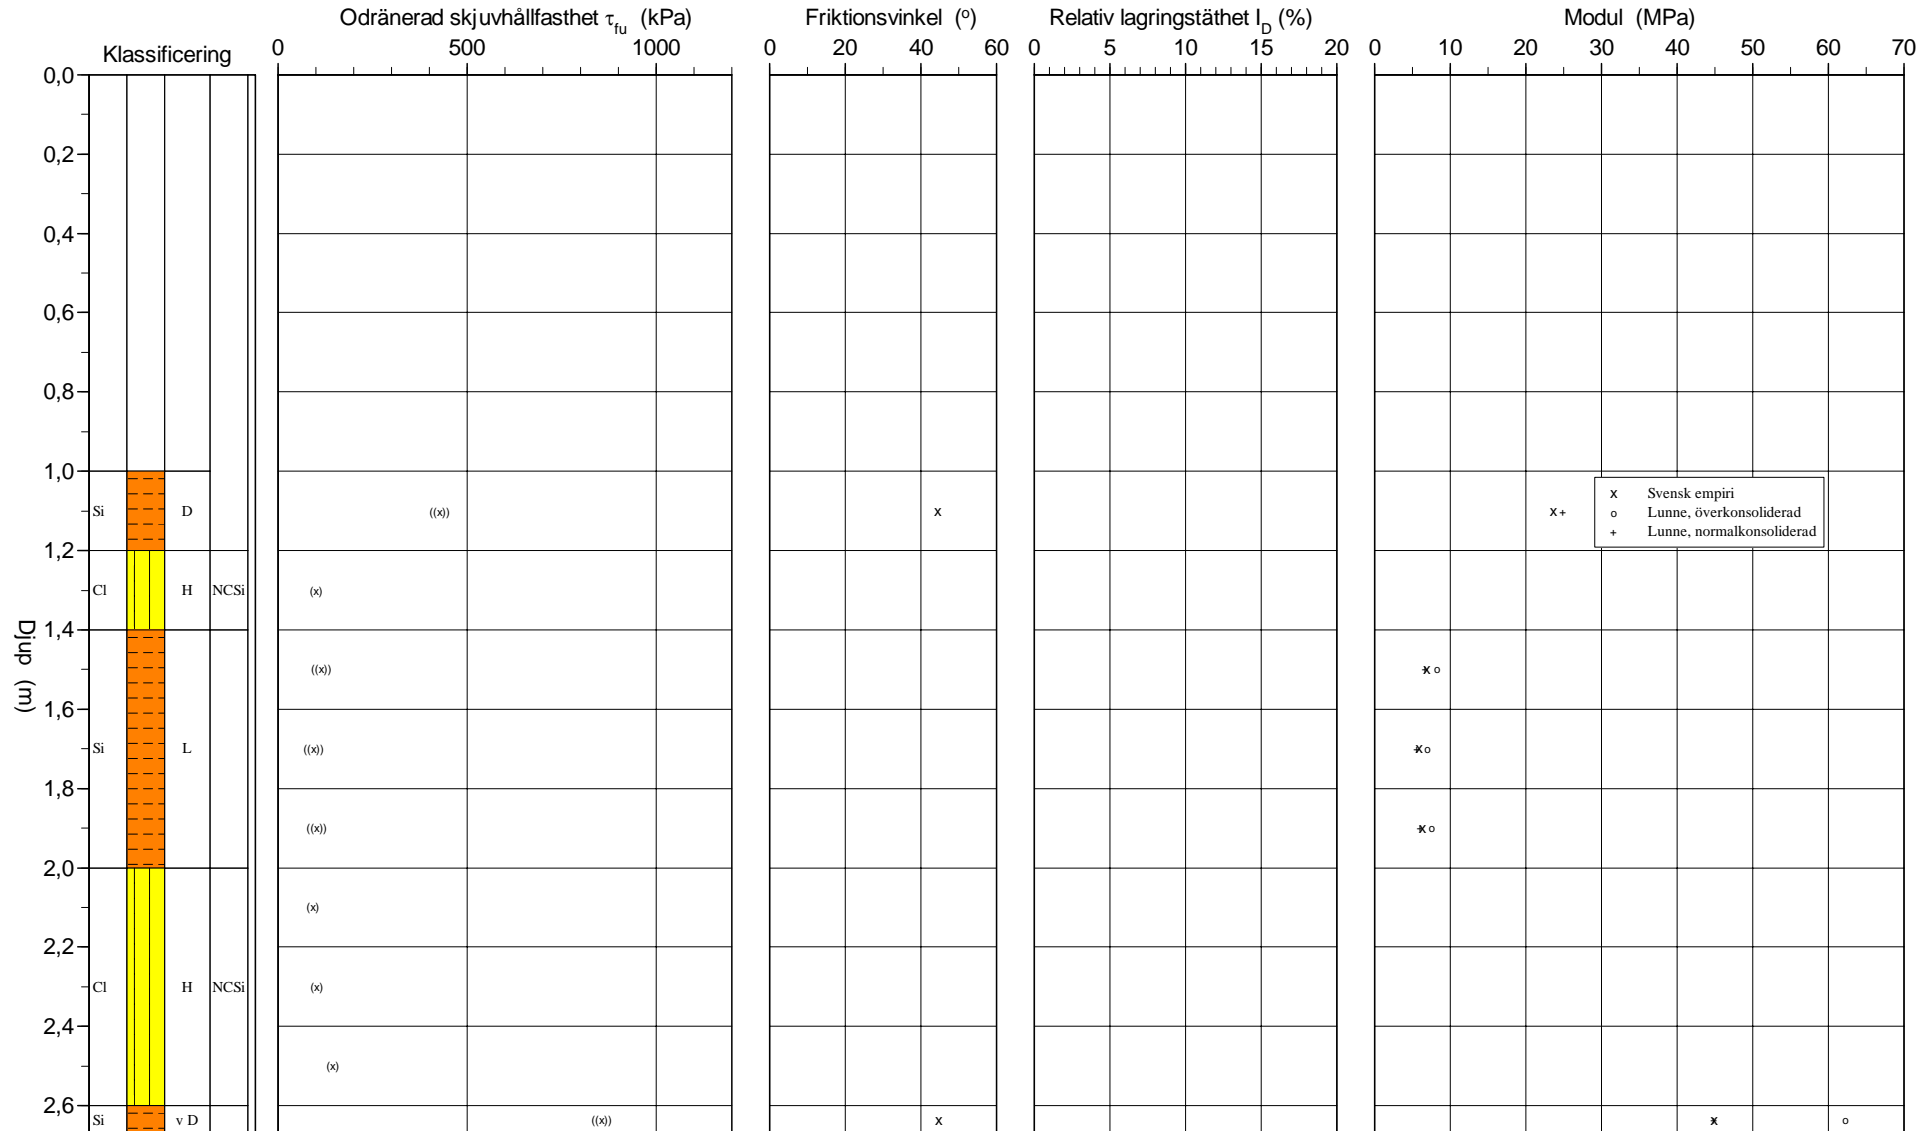 Odränerad skjuvhållfasthet τfu (kPa) Friktionsvinkel (o) Relativ lagringstäthet ID (%) Modul (MPa)
Klassificering
0 500 1000 0 20 40 60 0 5 10 15 20 0 10 20 30 40 50 60 70
0,0
0,2
0,4
0,6
0,8
1,0
x Svensk empiri
Si D ((x)) x x + o Lunne, överkonsoliderad
+ Lunne, normalkonsoliderad
1,2
Cl H NCSi (x)
1,4
Djup (m)
((x)) +x o
1,6
Si L ((x)) +x o
1,8
((x)) +x o
2,0
(x)
2,2
Cl H NCSi (x)
2,4
(x)
2,6
Si v D ((x)) x x+ o